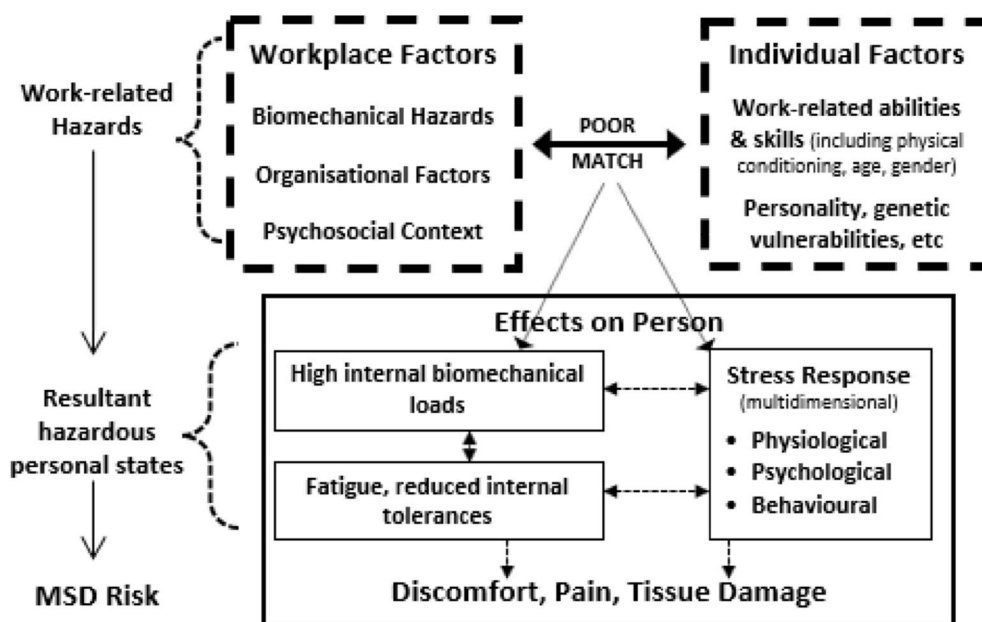 Work-related
Hazards
Workplace Factors
Biomechanical Hazards
Organisational Factors
Psychosocial Context
POOR
MATCH
Individual Factors
Work-related abilities
& skills (including physical
conditioning, age, gender)
Personality, genetic
vulnerabilities, etc
Effects on Person
Resultant
hazardous
personal states
High internal biomechanical
loads
Fatigue, reduced internal
tolerances
Stress Response
(multidimensional)
• Physiological
• Psychological
• Behavioural
MSD Risk
Discomfort, Pain, Tissue Damage